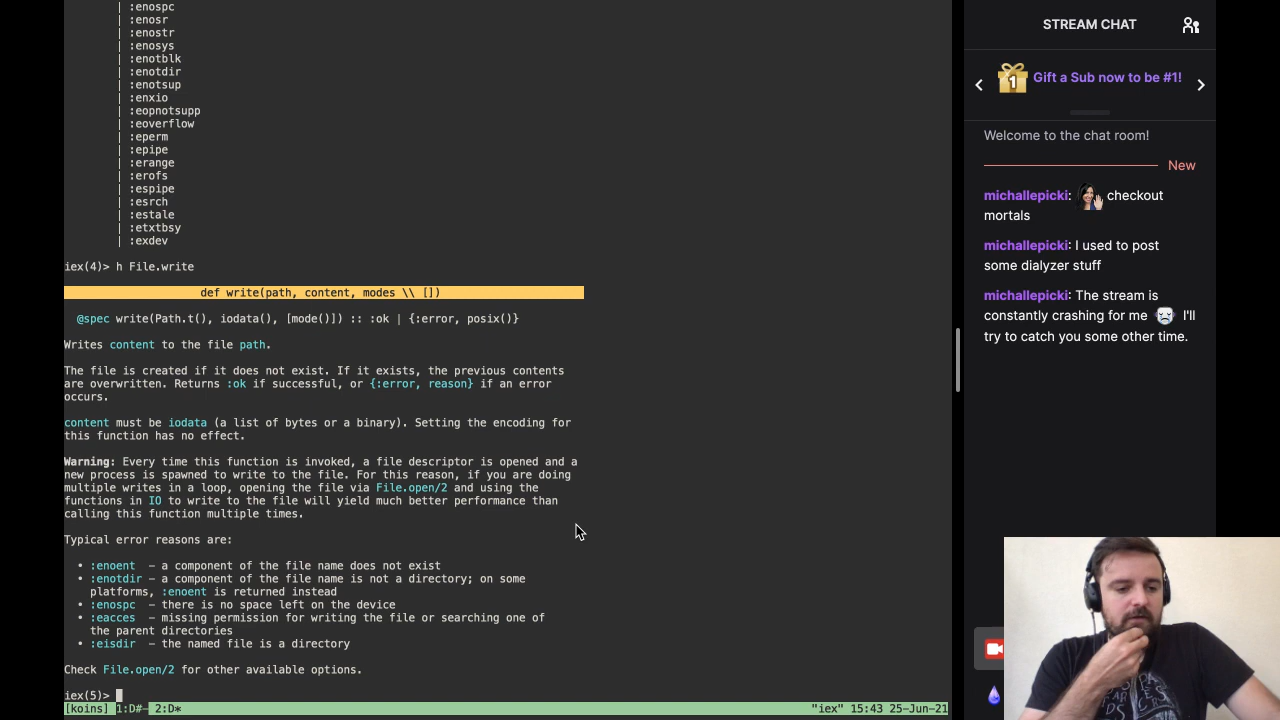 | :enospc
| :enosr
| :enostr
| :enosys
| :enotblk
| :enotdir
| :enotsup
| :enxio
| :eopnotsupp
| :eoverflow
| :eperm
| :epipe
| :erange
| :erofs
| :espipe
| :esrch
| :estale
| :etxtbsy
| :exdev
iex(4)> h File.write
def write(path, content, modes \\ [])
@spec write(Path.t(), iodata(), [mode()]) :: :ok | {:error, posix()}
Writes content to the file path.
The file is created if it does not exist. If it exists, the previous contents
are overwritten. Returns :ok if successful, or {:error, reason} if an error
occurs.
content must be iodata (a list of bytes or a binary). Setting the encoding for
this function has no effect.
Warning: Every time this function is invoked, a file descriptor is opened and a
new process is spawned to write to the file. For this reason, if you are doing
multiple writes in a loop, opening the file via File.open/2 and using the
functions in IO to write to the file will yield much better performance than
calling this function multiple times.
Typical error reasons are:
• :enoent – a component of the file name does not exist
• :enotdir – a component of the file name is not a directory; on some
platforms, :enoent is returned instead
• :enospc – there is no space left on the device
• :eacces – missing permission for writing the file or searching one of
the parent directories
• :eisdir – the named file is a directory
Check File.open/2 for other available options.
iex(5)>
[koins] 1:D#- 2:D* "iex" 15:43 25-Jun-21
STREAM CHAT
1 Gift a Sub now to be #1!
Welcome to the chat room!
New
michallepicki: checkout
mortals
michallepicki: I used to post
some dialyzer stuff
michallepicki: The stream is
constantly crashing for me I'll
try to catch you some other time.